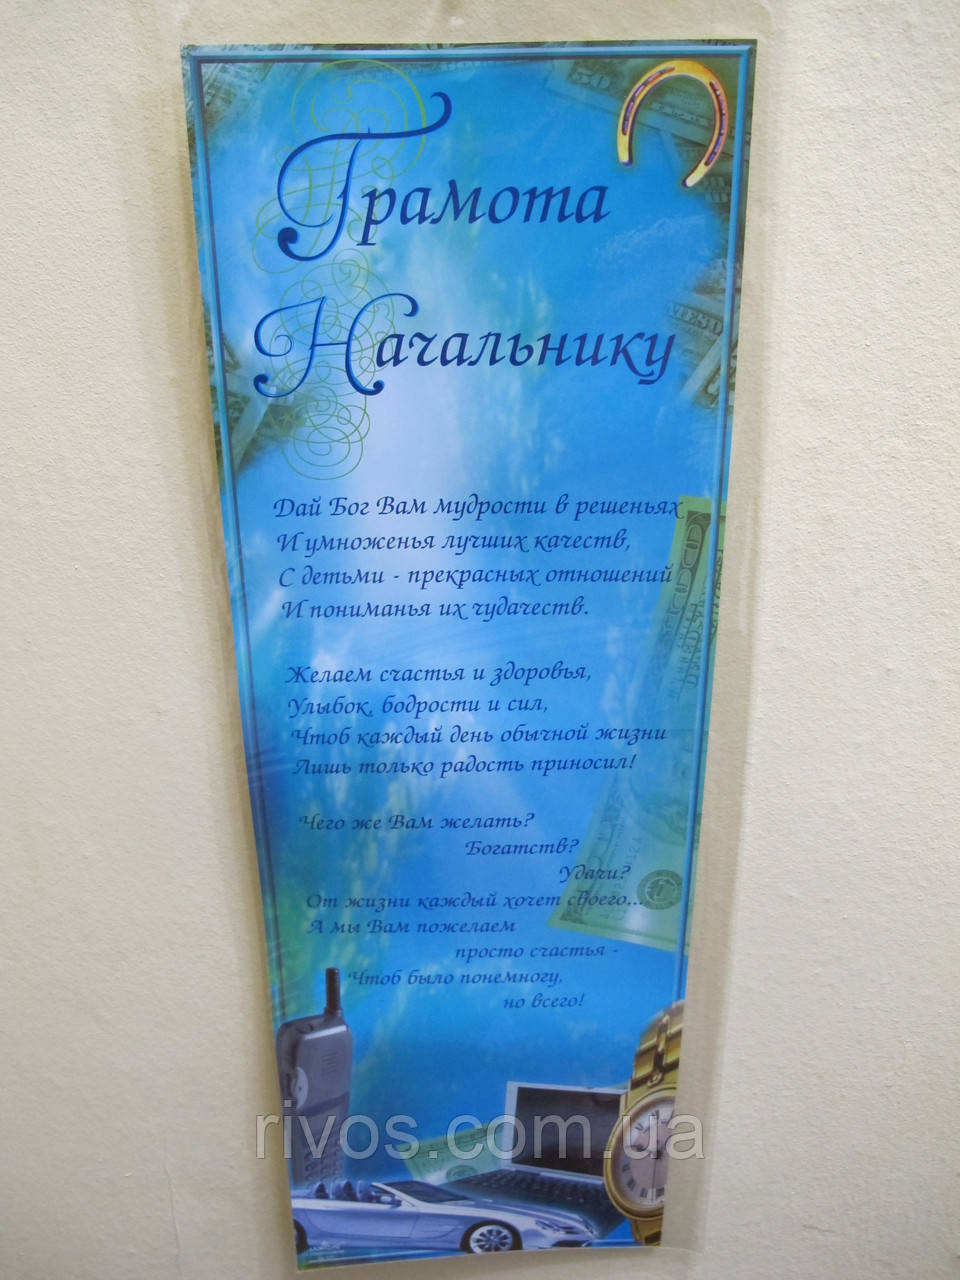 Грамота
Начальнику
Дай Бог Вам мудрости в решеньях
И умноженья лучших качеств,
С детьми - прекрасных отношений
И пониманья их чудачеств.
Желаем счастья и здоровья,
Улыбок, бодрости и сил,
Чтоб каждый день обычной жизни
Лишь только радость приносил!
Чего же Вам желать?
Богатств?
Удачи?
От жизни каждый хочет своего...
А мы Вам пожелаем
просто счастья -
Чтоб было понемногу,
но всего!
rivos.com.ua